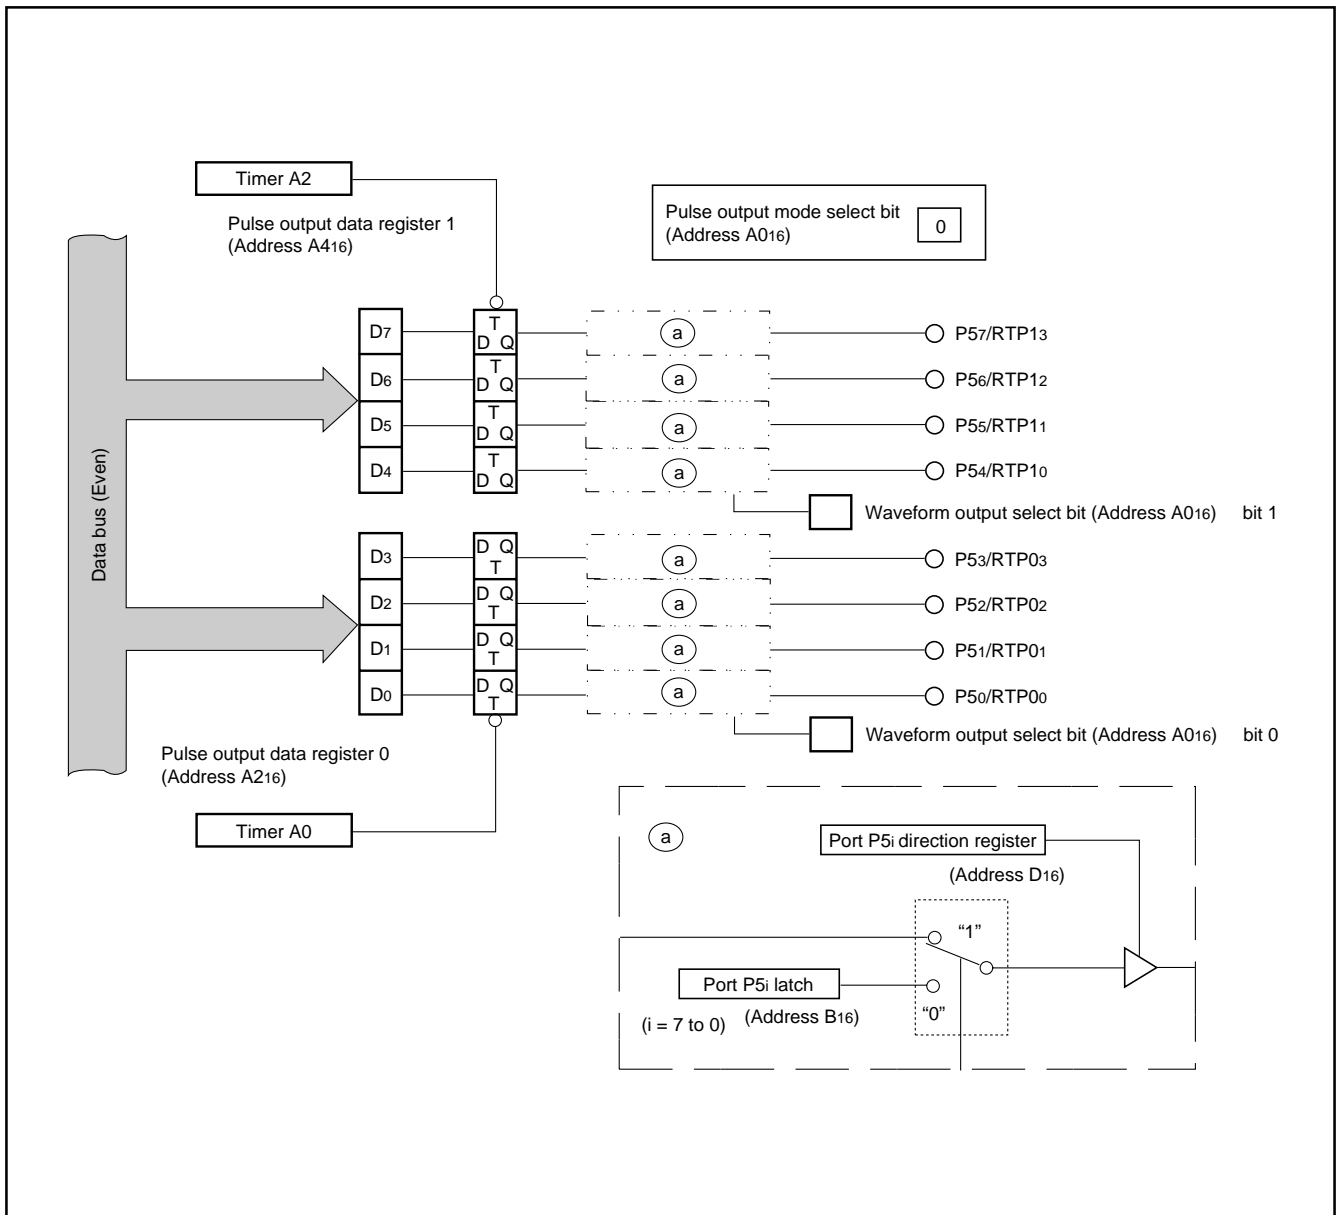 Timer A2
Pulse output data register 1
(Address A416)
Pulse output mode select bit
(Address A016)
0
Data bus (Even)
D7
T
D Q
a
P57/RTP13
D6
T
D Q
a
P56/RTP12
D5
T
D Q
a
P55/RTP11
D4
T
D Q
a
P54/RTP10
Waveform output select bit (Address A016) bit 1
D3
D Q
T
a
P53/RTP03
D2
D Q
T
a
P52/RTP02
D1
D Q
T
a
P51/RTP01
D0
D Q
T
a
P50/RTP00
Waveform output select bit (Address A016) bit 0
Pulse output data register 0
(Address A216)
Timer A0
a
Port P5i direction register
(Address D16)
“1”
Port P5i latch
(Address B16)
“0”
(i = 7 to 0)